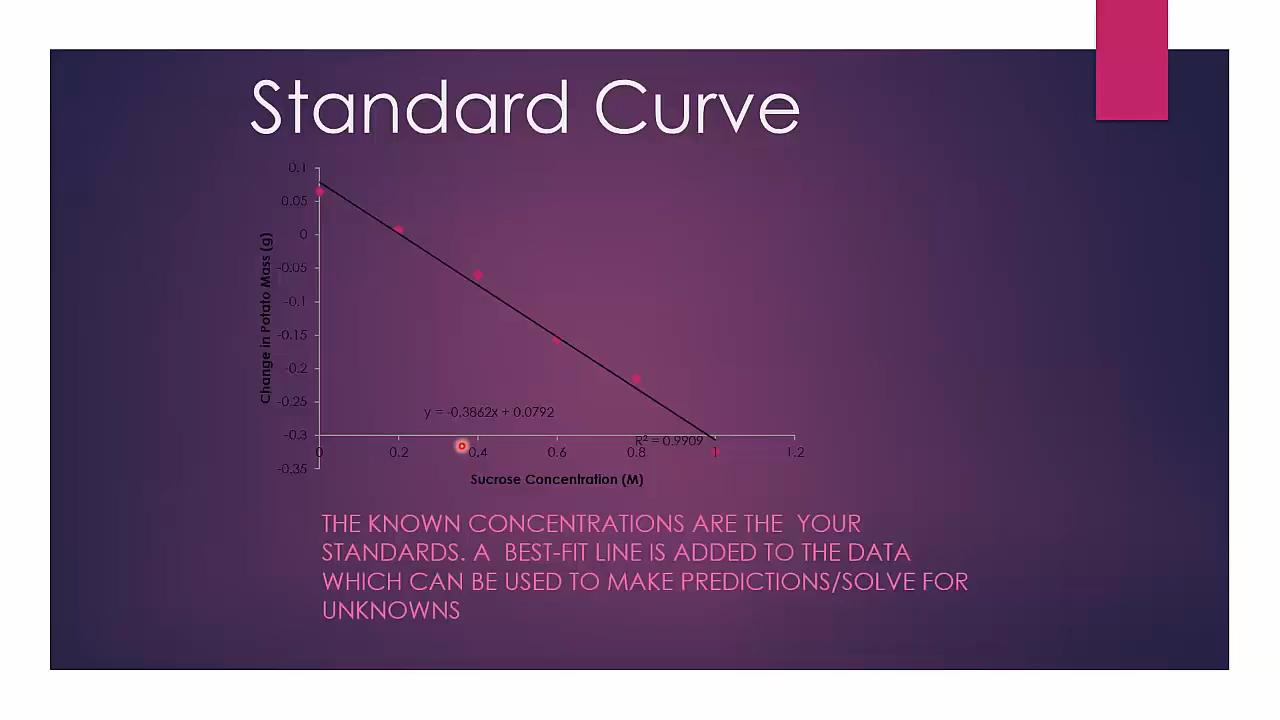 Standard Curve
0.1
0.05
0
-0.05
-0.1
-0.15
-0.2
-0.25
-0.3
-0.35
Change in Potato Mass (g)
y = -0.3862x + 0.0792
R² = 0.9909
0 0.2 0.4 0.6 0.8 1 1.2
Sucrose Concentration (M)
THE KNOWN CONCENTRATIONS ARE THE YOUR
STANDARDS. A BEST-FIT LINE IS ADDED TO THE DATA
WHICH CAN BE USED TO MAKE PREDICTIONS/SOLVE FOR
UNKNOWNS